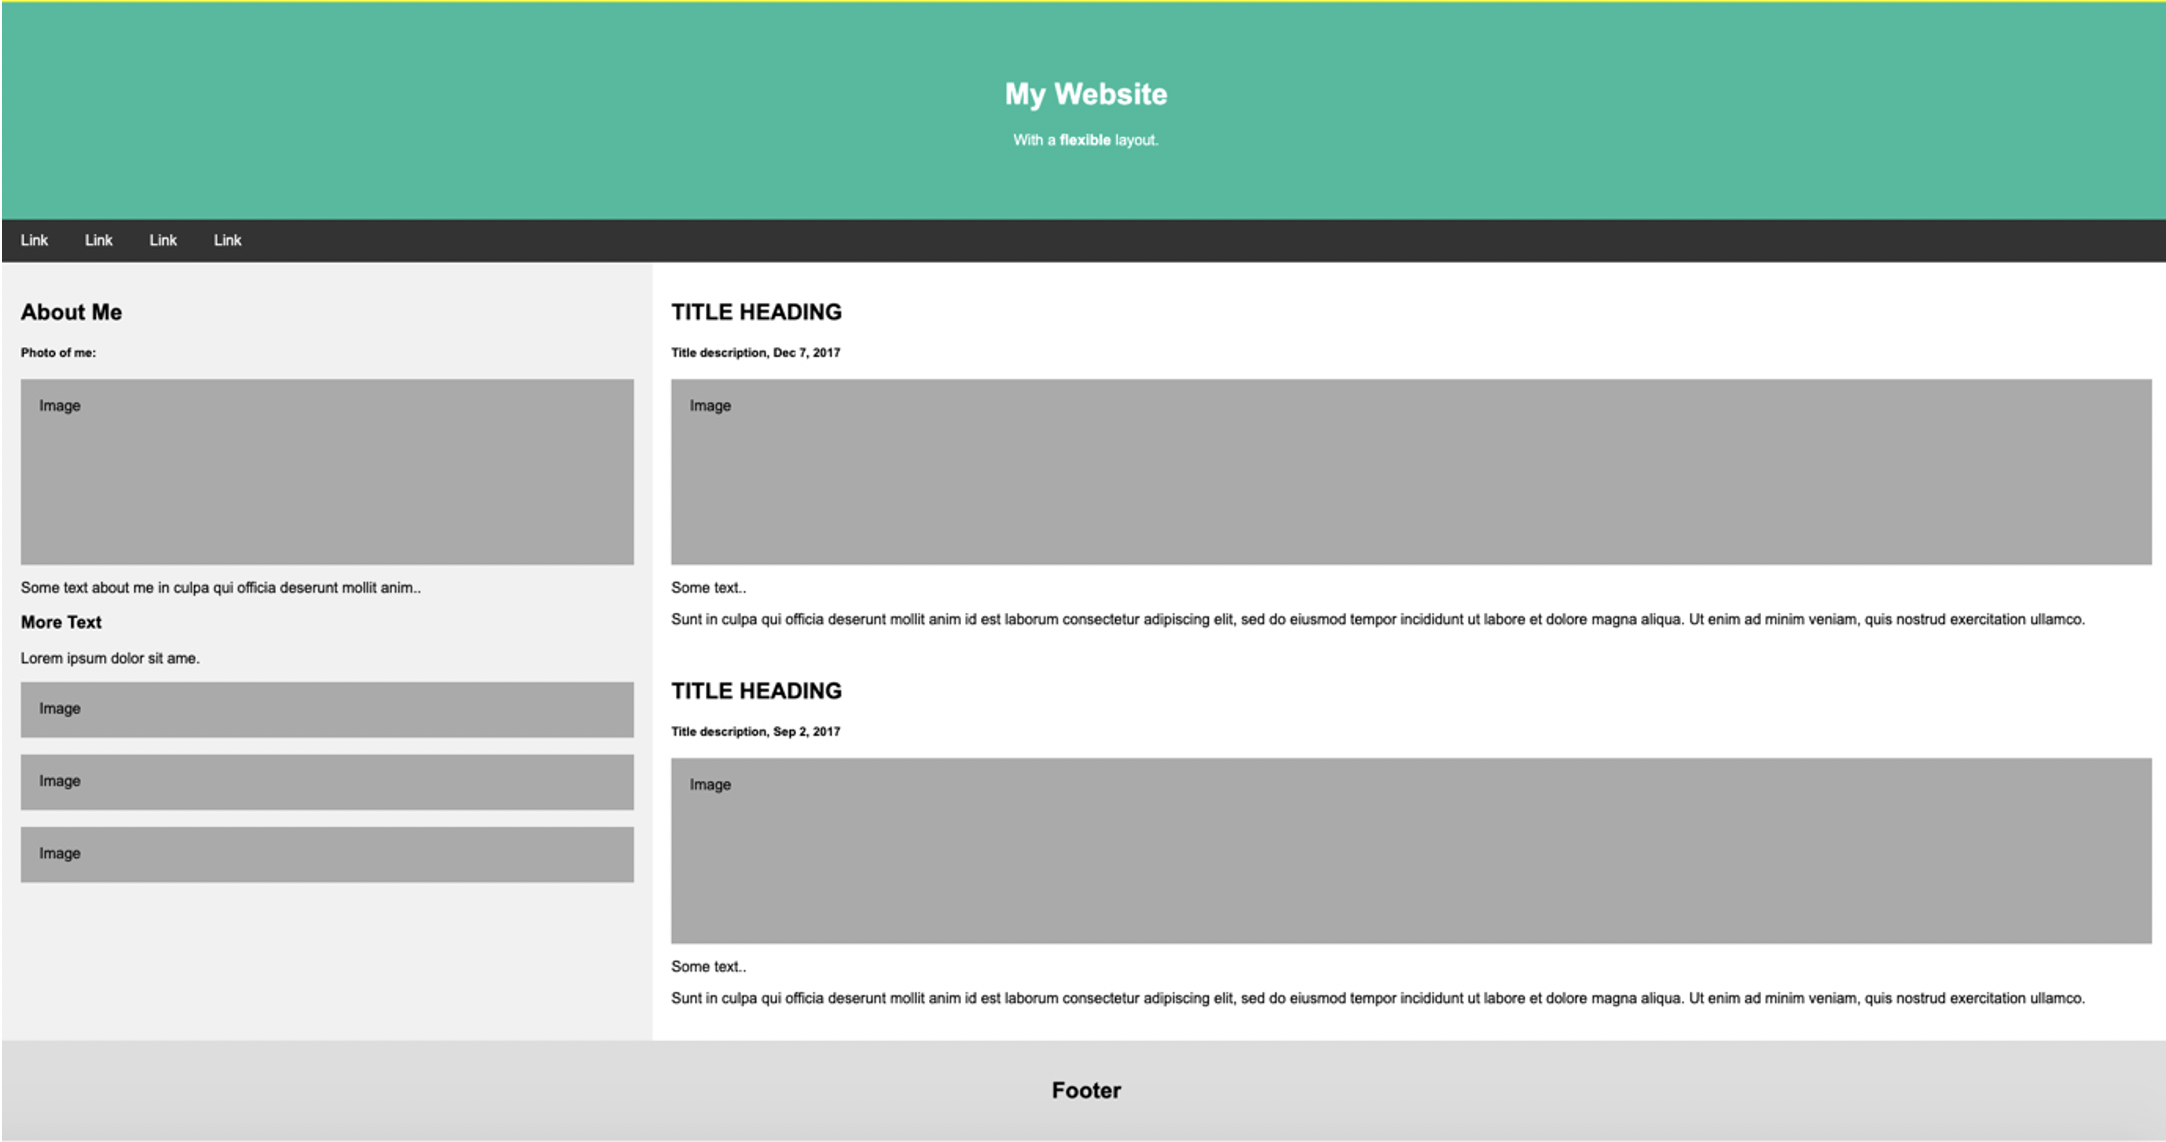 My Website
With a flexible layout.
Link Link Link Link
About Me
Photo of me:
Image
Some text about me in culpa qui officia deserunt mollit anim..
More Text
Lorem ipsum dolor sit ame.
Image
Image
Image
TITLE HEADING
Title description, Dec 7, 2017
Image
Some text..
Sunt in culpa qui officia deserunt mollit anim id est laborum consectetur adipiscing elit, sed do eiusmod tempor incididunt ut labore et dolore magna aliqua. Ut enim ad minim veniam, quis nostrud exercitation ullamco.
TITLE HEADING
Title description, Sep 2, 2017
Image
Some text..
Sunt in culpa qui officia deserunt mollit anim id est laborum consectetur adipiscing elit, sed do eiusmod tempor incididunt ut labore et dolore magna aliqua. Ut enim ad minim veniam, quis nostrud exercitation ullamco.
Footer